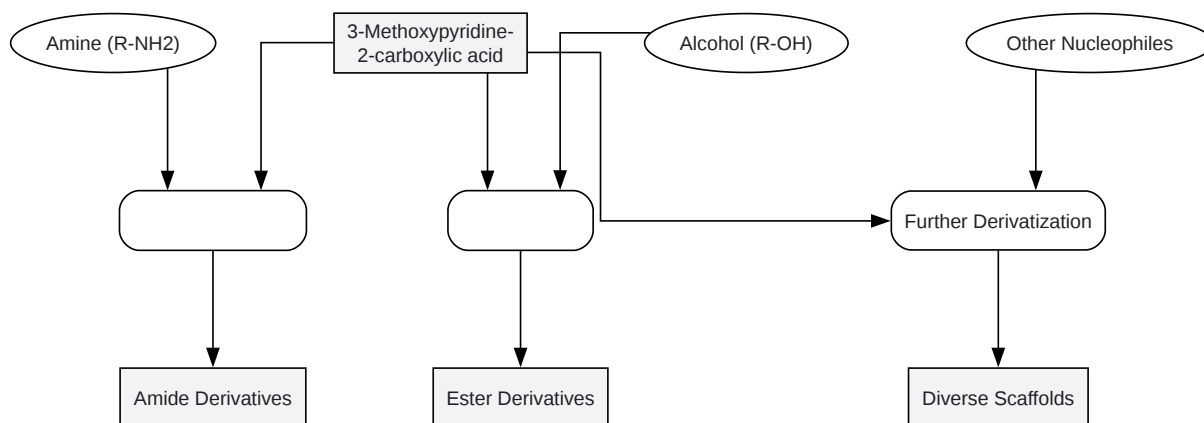 Amine (R-NH2)
3-Methoxypyridine-
2-carboxylic acid
Alcohol (R-OH)
Other Nucleophiles
Further Derivatization
Amide Derivatives
Ester Derivatives
Diverse Scaffolds